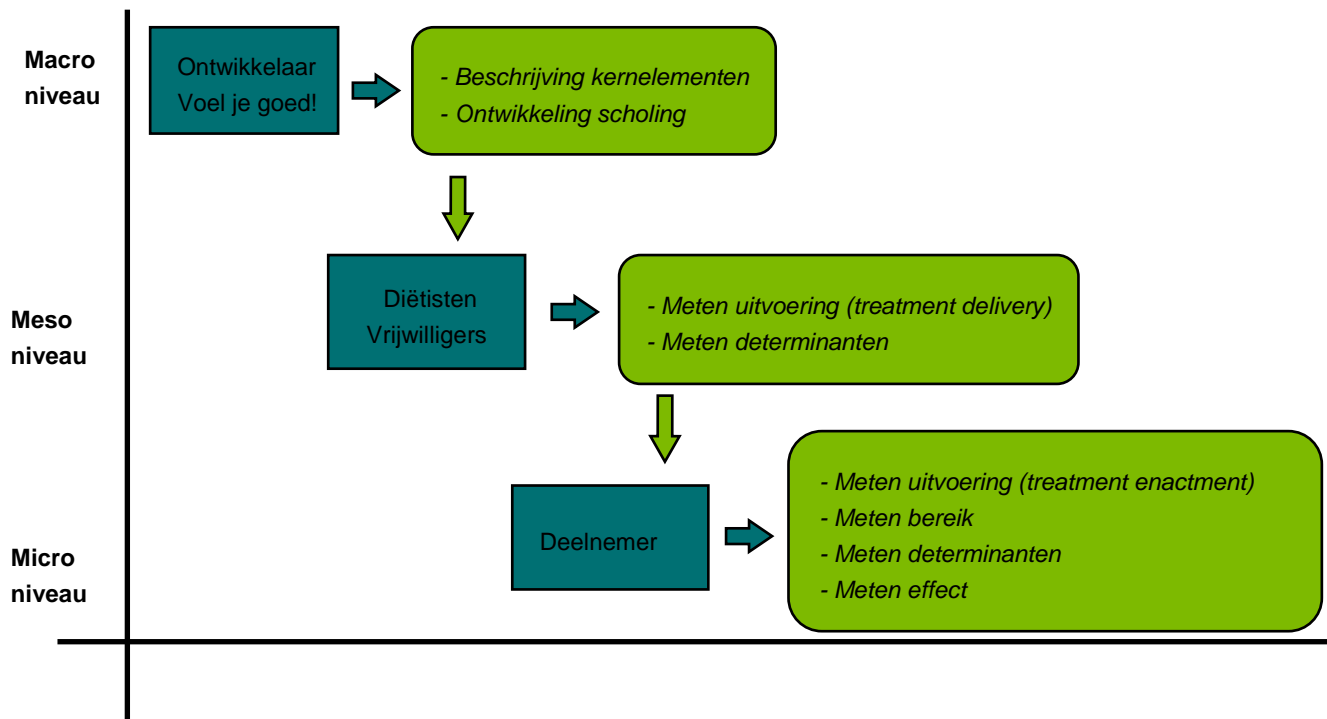 Macro
niveau
Ontwikkelaar
Voel je goed!
- Beschrijving kernelementen
- Ontwikkeling scholing
Meso
niveau
Diëtisten
Vrijwilligers
- Meten uitvoering (treatment delivery)
- Meten determinanten
Micro
niveau
Deelnemer
- Meten uitvoering (treatment enactment)
- Meten bereik
- Meten determinanten
- Meten effect